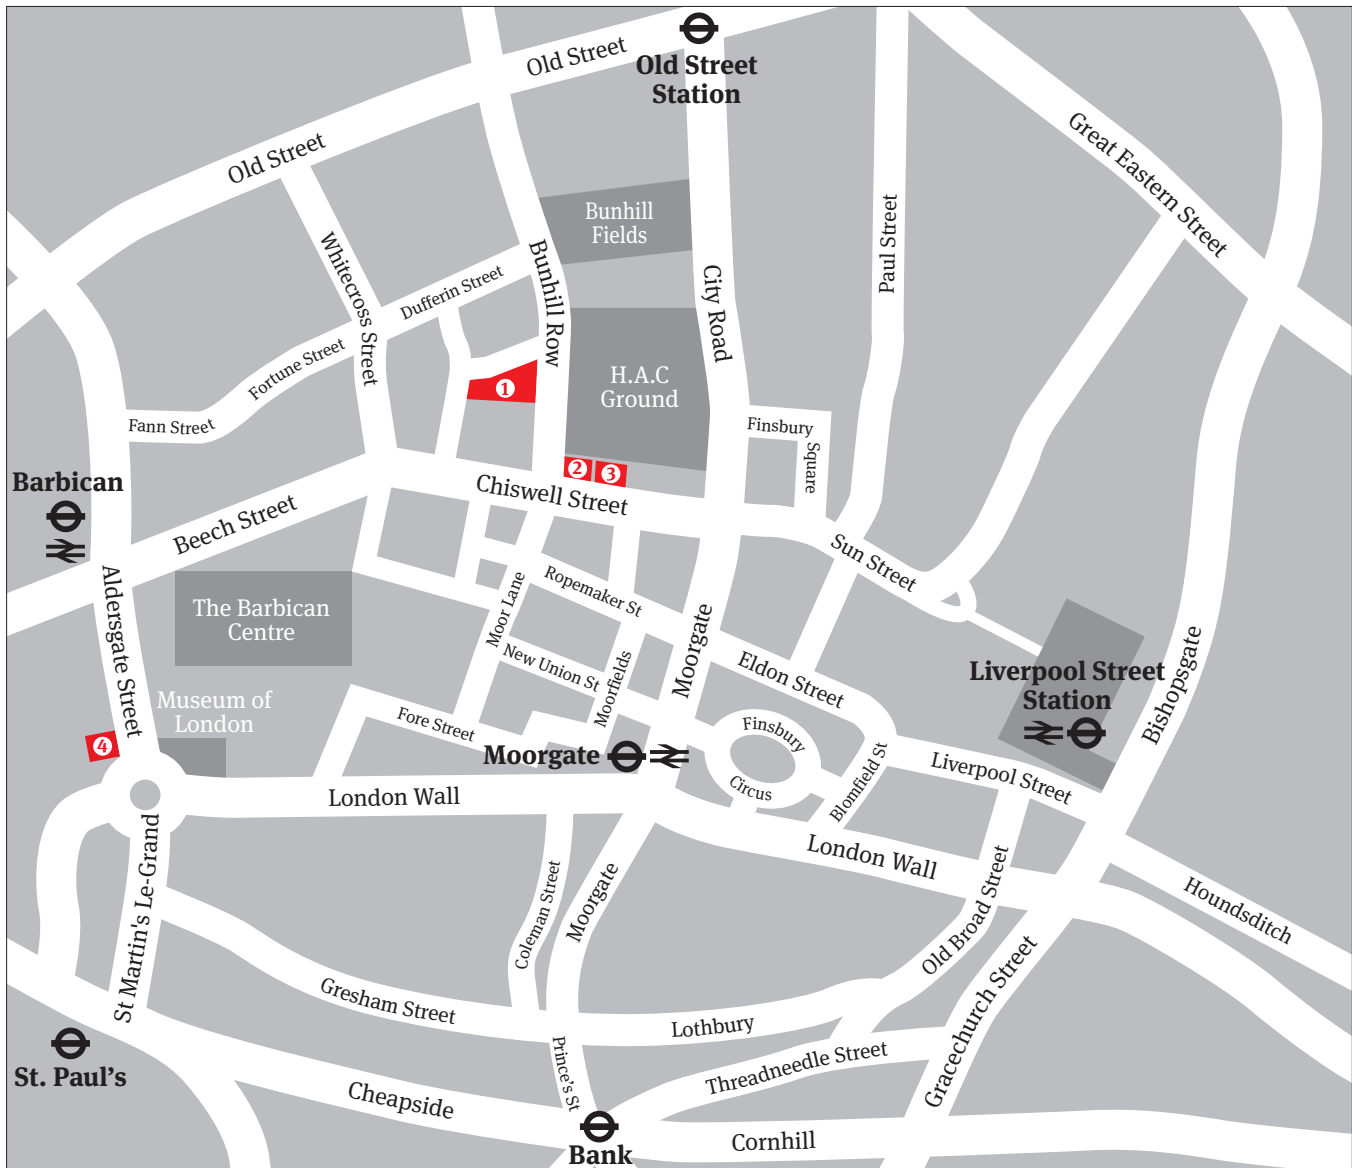 Old Street
Old Street
Station
Old Street
Great Eastern Street
Bunhill
Fields
Paul Street
Whitecross Street
Bunhill Row
Dufferin Street
City Road
Fortune Street
H.A.C
Ground
1
Fann Street
Finsbury
Square
Barbican
2
3
Chiswell Street
Beech Street
Sun Street
Ropemaker St
Moor Lane
Aldersgate Street
The Barbican
Centre
Moorgate
New Union St
Moorfields
Eldon Street
Liverpool Street
Station
Bishopsgate
Museum of
London
Fore Street
4
Moorgate
Finsbury
Circus
Blomfield St
Liverpool Street
London Wall
London Wall
St Martin's Le-Grand
Coleman Street
Moorgate
Old Broad Street
Houndsditch
Gresham Street
Lothbury
Gracechurch Street
St. Paul's
Prince's St
Threadneedle Street
Cheapside
Cornhill
Bank